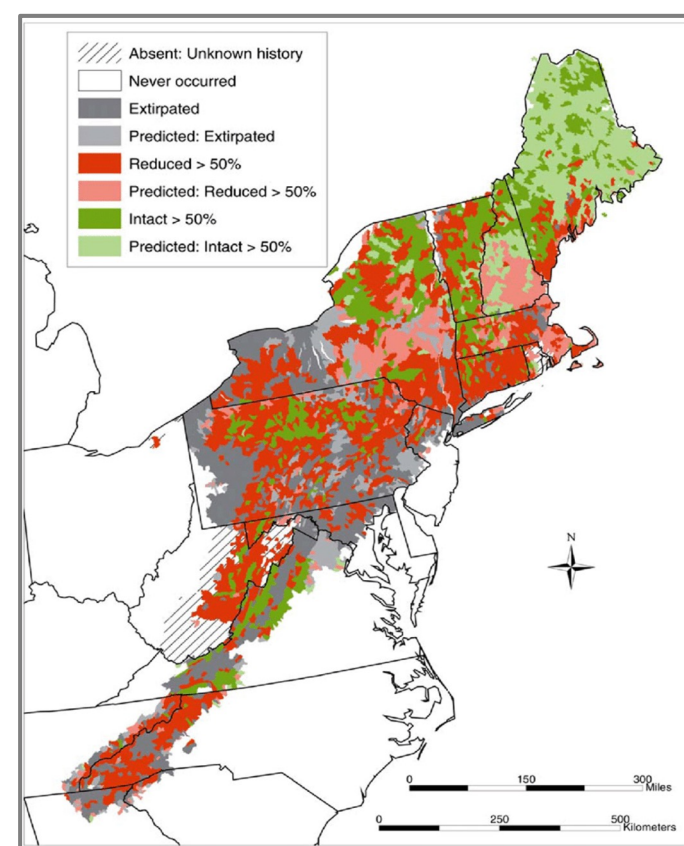 Absent: Unknown history
Never occurred
Extirpated
Predicted: Extirpated
Reduced > 50%
Predicted: Reduced > 50%
Intact > 50%
Predicted: Intact > 50%
N
0 150 300
Miles
0 250 500
Kilometers